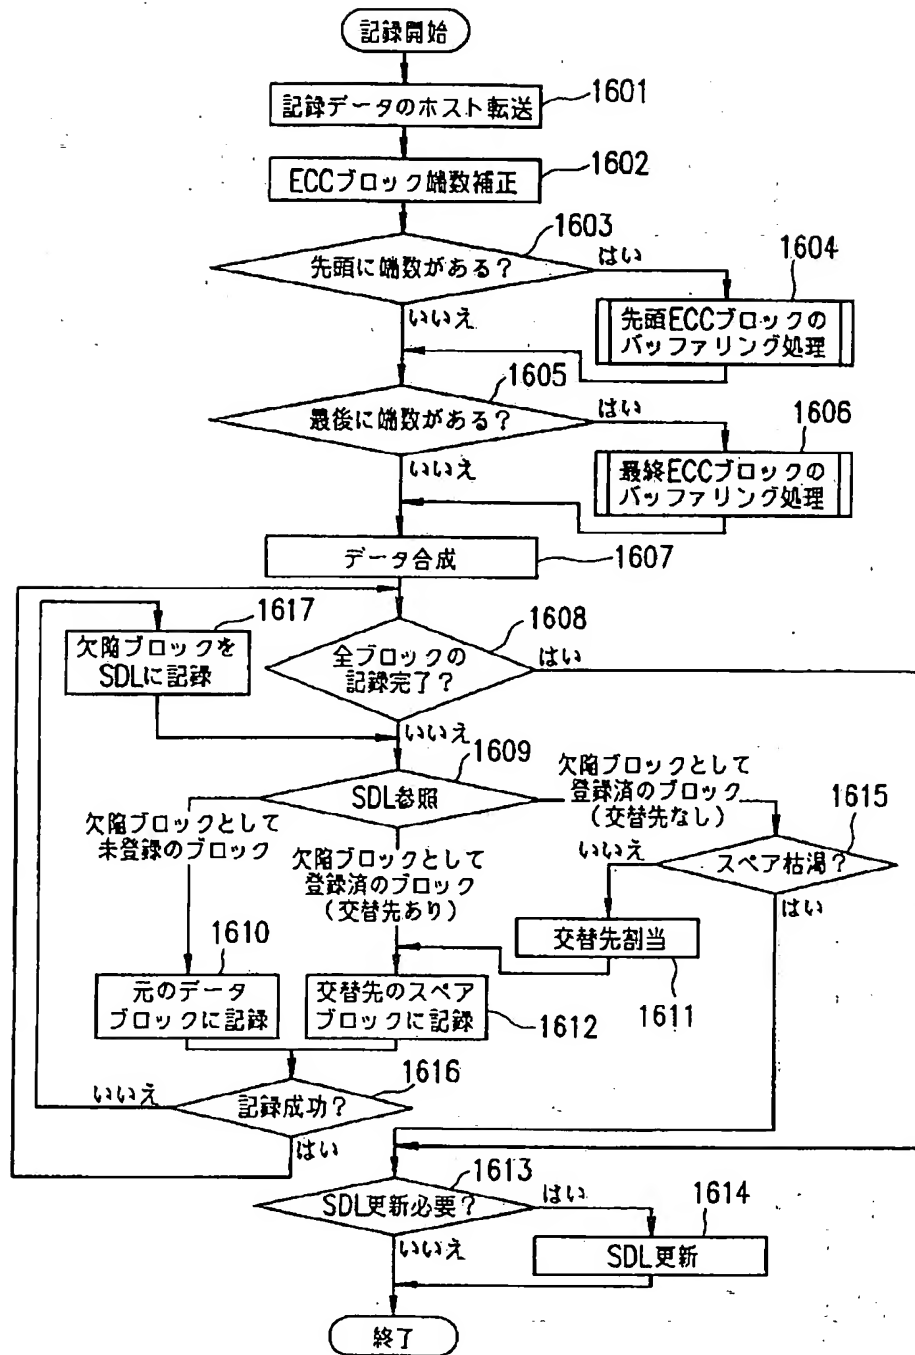 記録開始
1601
記録データのホスト転送
1602
ECCブロック端数補正
1603
先頭に端数がある？
はい
1604
いいえ
先頭ECCブロックの
バッファリング処理
1605
最後に端数がある？
はい
1606
いいえ
最終ECCブロックの
バッファリング処理
データ合成
1607
1617
欠陥ブロックを
SDLに記録
1608
全ブロックの
記録完了？
はい
いいえ
1609
SDL参照
欠陥ブロックとして
登録済のブロック
(交替先なし)
1615
欠陥ブロックとして
未登録のブロック
欠陥ブロックとして
登録済のブロック
(交替先あり)
いいえ
スペア枯渇？
はい
1610
交替先割当
1611
元のデータ
ブロックに記録
交替先のスペア
ブロックに記録
1612
1616
いいえ
記録成功？
はい
1613
SDL更新必要？
はい
1614
いいえ
SDL更新
終了